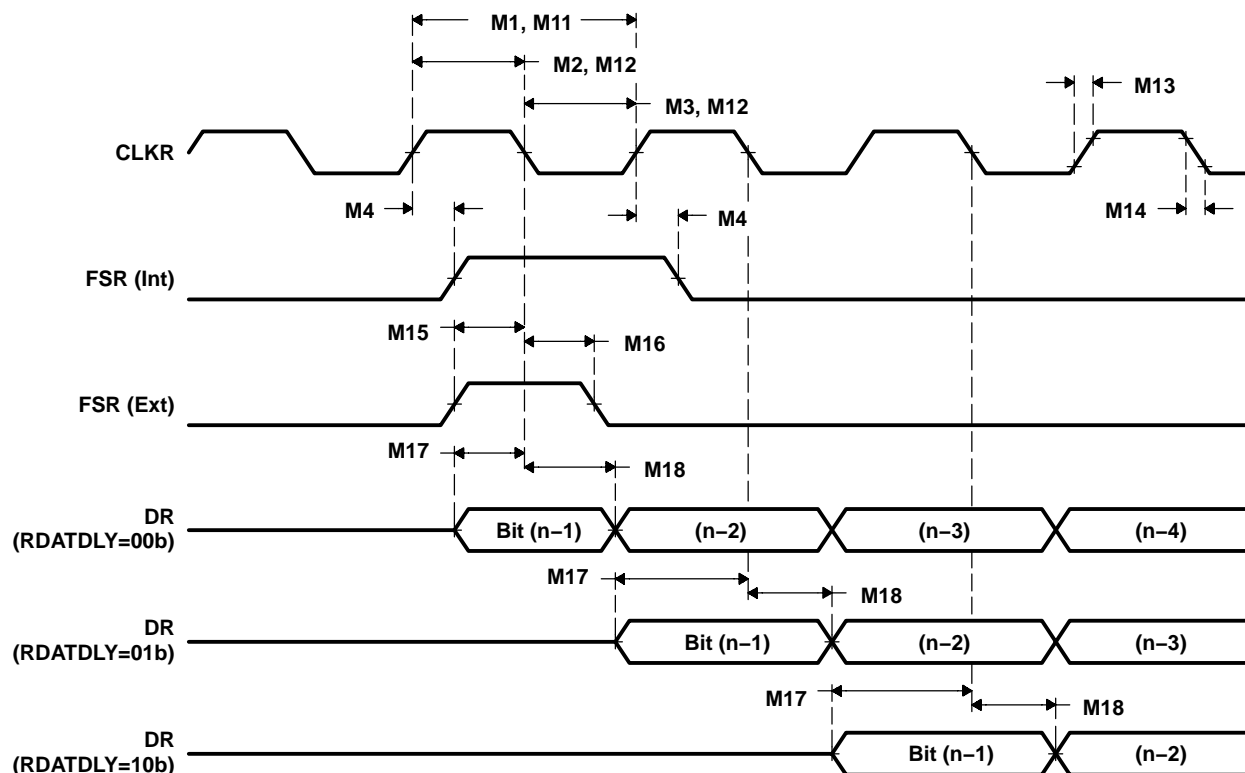 M1, M11
M2, M12
M13
M3, M12
CLKR
M4
M4
M14
FSR (Int)
M15
M16
FSR (Ext)
M17
M18
DR
(RDATDLY=00b)
Bit (n−1)
(n−2)
(n−3)
(n−4)
M17
M18
DR
(RDATDLY=01b)
Bit (n−1)
(n−2)
(n−3)
M17
M18
DR
(RDATDLY=10b)
Bit (n−1)
(n−2)